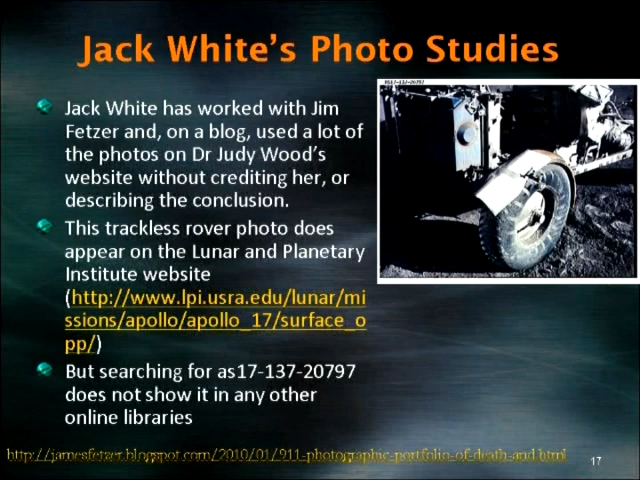 Jack White's Photo Studies
AS17-137-20797
Jack White has worked with Jim
Fetzer and, on a blog, used a lot of
the photos on Dr Judy Wood's
website without crediting her, or
describing the conclusion.
This trackless rover photo does
appear on the Lunar and Planetary
Institute website
(http://www.lpi.usra.edu/lunar/mi
ssions/apollo/apollo_17/surface_o
pp/)
But searching for as17-137-20797
does not show it in any other
online libraries
http://jamesfetzer.blogspot.com/2010/01/911-photographic-portfolio-of-death-and.html
17